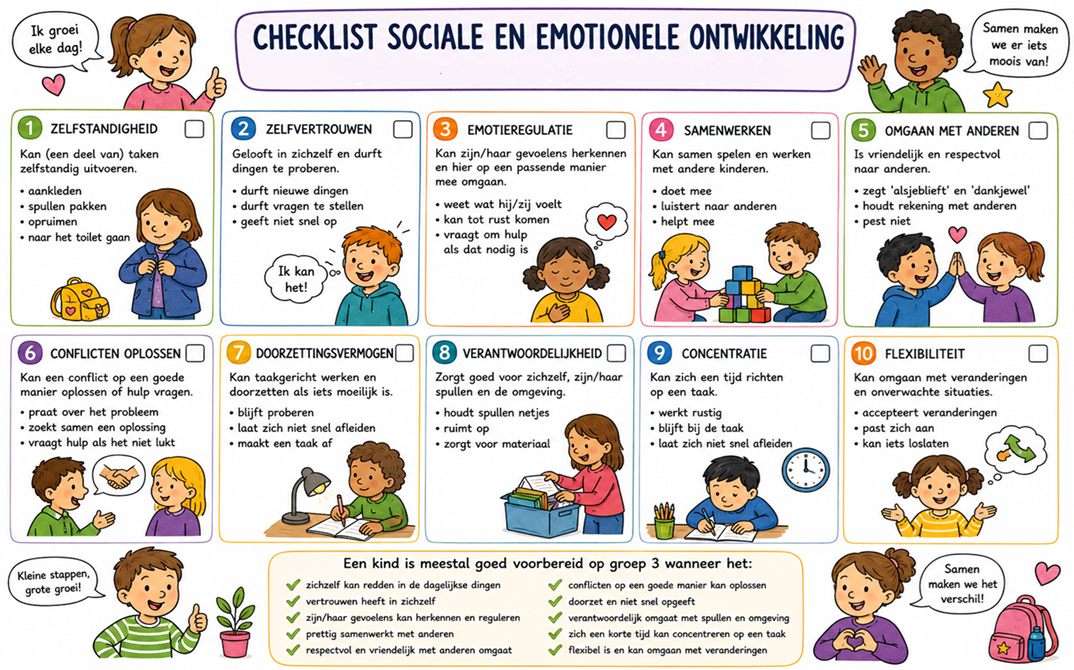 Ik groei
elke dag!
CHECKLIST SOCIALE EN EMOTIONELE ONTWIKKELING
Samen maken
we er iets
moois van!
1 ZELFSTANDIGHEID
Kan (een deel van) taken
zelfstandig uitvoeren.
• aankleden
• spullen pakken
• opruimen
• naar het toilet gaan
2 ZELFVERTROUWEN
Gelooft in zichzelf en durft
dingen te proberen.
• durft nieuwe dingen
• durft vragen te stellen
• geeft niet snel op
Ik kan
het!
3 EMOTIEREGULATIE
Kan zijn/haar gevoelens herkennen
en hier op een passende manier
mee omgaan.
• weet wat hij/zij voelt
• kan tot rust komen
• vraagt om hulp
als dat nodig is
4 SAMENWERKEN
Kan samen spelen en werken
met andere kinderen.
• doet mee
• luistert naar anderen
• helpt mee
5 OMGAAN MET ANDEREN
Is vriendelijk en respectvol
naar anderen.
• zegt 'alsjeblieft' en 'dankjewel'
• houdt rekening met anderen
• pest niet
6 CONFLICTEN OPLOSSEN
Kan een conflict op een goede
manier oplossen of hulp vragen.
• praat over het probleem
• zoekt samen een oplossing
• vraagt hulp als het niet lukt
7 DOORZETTINGSVERMOGEN
Kan taakgericht werken en
doorzetten als iets moeilijk is.
• blijft proberen
• laat zich niet snel afleiden
• maakt een taak af
8 VERANTWOORDELIJKHEID
Zorgt goed voor zichzelf, zijn/haar
spullen en de omgeving.
• houdt spullen netjes
• ruimt op
• zorgt voor materiaal
9 CONCENTRATIE
Kan zich een tijd richten
op een taak.
• werkt rustig
• blijft bij de taak
• laat zich niet snel afleiden
10 FLEXIBILITEIT
Kan omgaan met veranderingen
en onverwachte situaties.
• accepteert veranderingen
• past zich aan
• kan iets loslaten
Kleine stappen,
grote groei!
Een kind is meestal goed voorbereid op groep 3 wanneer het:
zichzelf kan redden in de dagelijkse dingen
vertrouwen heeft in zichzelf
zijn/haar gevoelens kan herkennen en reguleren
prettig samenwerkt met anderen
respectvol en vriendelijk met anderen omgaat
conflicten op een goede manier kan oplossen
doorzet en niet snel opgeeft
verantwoordelijk omgaat met spullen en omgeving
zich een korte tijd kan concentreren op een taak
flexibel is en kan omgaan met veranderingen
Samen
maken we het
verschil!